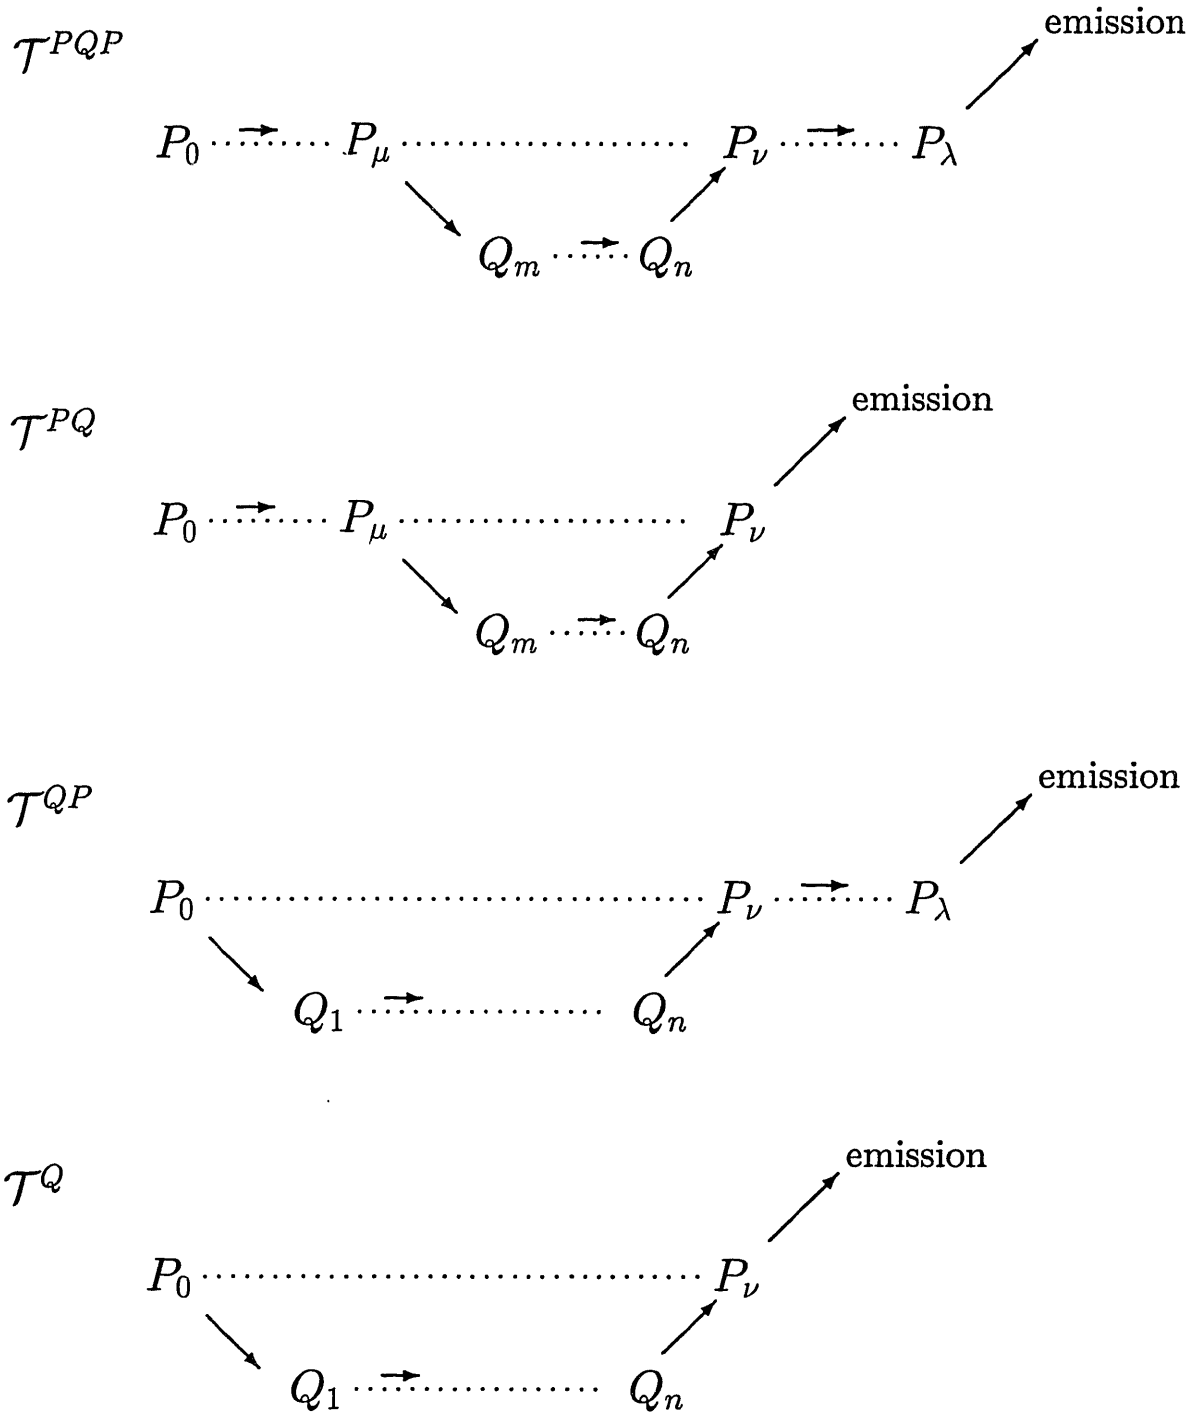 𝒯^{PQP} emission
P_0 ........ P_μ .................... P_ν ........ P_λ
Q_m ...... Q_n
𝒯^{PQ} emission
P_0 ........ P_μ .................... P_ν
Q_m ...... Q_n
𝒯^{QP} emission
P_0 .................................... P_ν ........ P_λ
Q_1 .................. Q_n
𝒯^{Q} emission
P_0 .................................... P_ν
Q_1 .................. Q_n